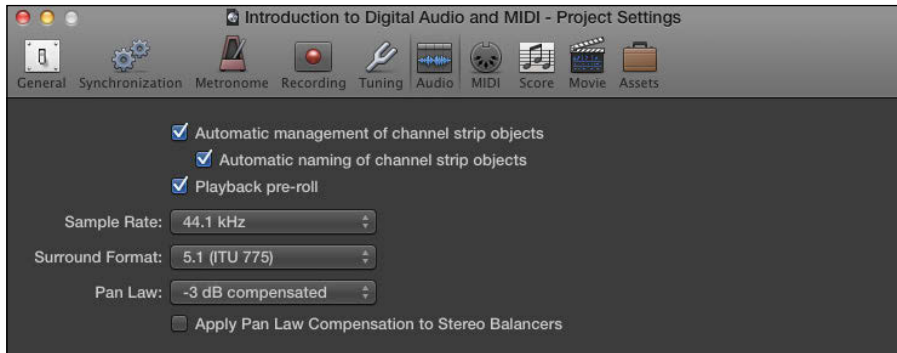 Introduction to Digital Audio and MIDI - Project Settings
General Synchronization Metronome Recording Tuning Audio MIDI Score Movie Assets
Automatic management of channel strip objects
Automatic naming of channel strip objects
Playback pre-roll
Sample Rate: 44.1 kHz
Surround Format: 5.1 (ITU 775)
Pan Law: -3 dB compensated
Apply Pan Law Compensation to Stereo Balancers